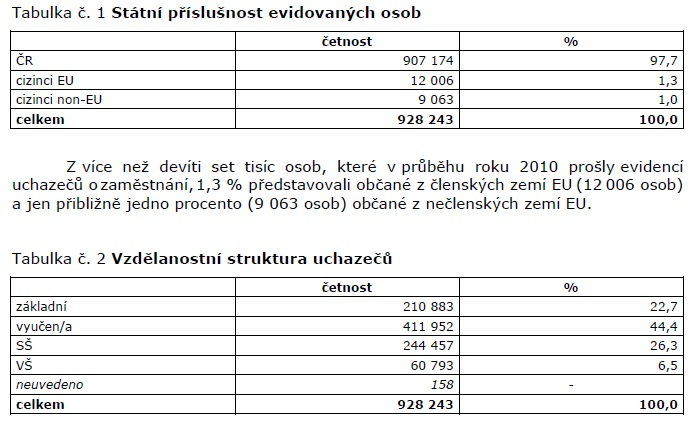 Tabulka č. 1 Státní příslušnost evidovaných osob
četnost %
ČR 907 174 97,7
cizinci EU 12 006 1,3
cizinci non-EU 9 063 1,0
celkem 928 243 100,0
Z více než devíti set tisíc osob, které v průběhu roku 2010 prošly evidencí
uchazečů o zaměstnání, 1,3 % představovali občané z členských zemí EU (12 006 osob)
a jen přibližně jedno procento (9 063 osob) občané z nečlenských zemí EU.
Tabulka č. 2 Vzdělanostní struktura uchazečů
četnost %
základní 210 883 22,7
vyučen/a 411 952 44,4
SŠ 244 457 26,3
VŠ 60 793 6,5
neuvedeno 158 -
celkem 928 243 100,0